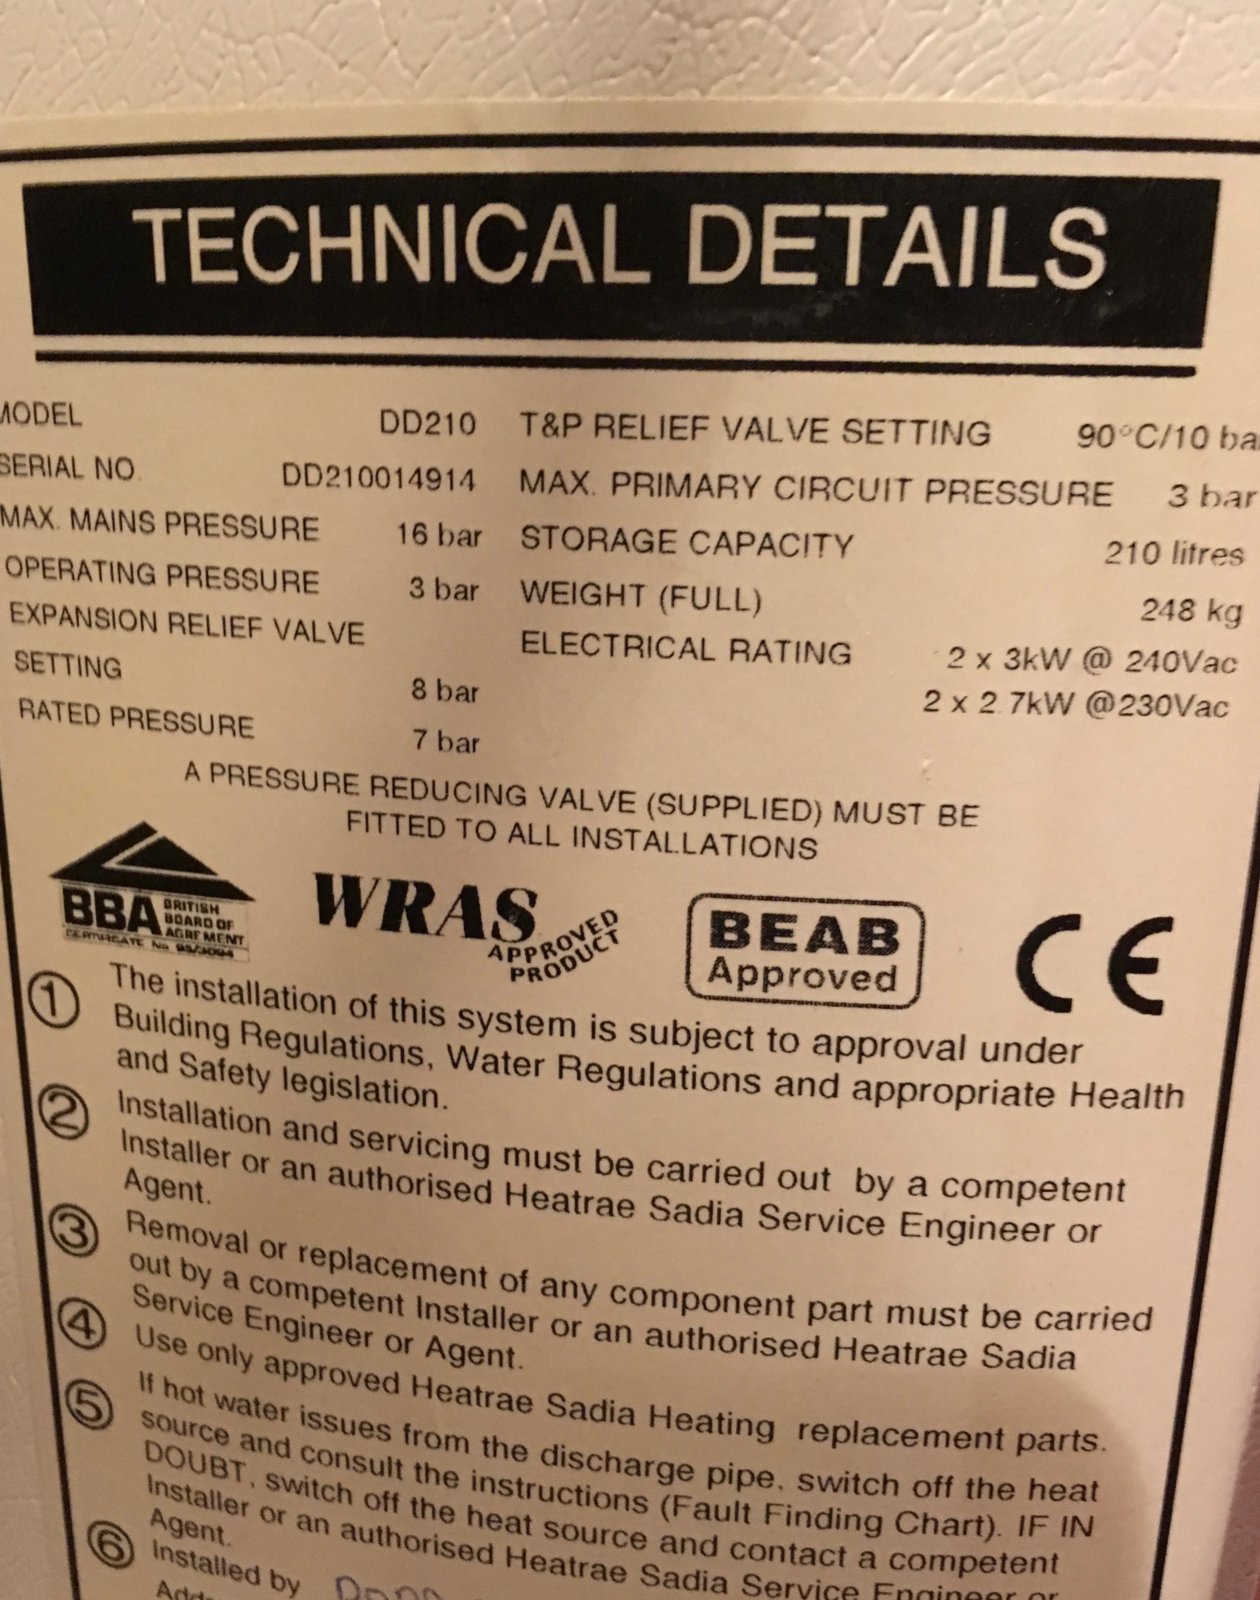 TECHNICAL DETAILS
MODEL DD210
SERIAL NO. DD210014914
MAX. MAINS PRESSURE 16 bar
OPERATING PRESSURE 3 bar
EXPANSION RELIEF VALVE
SETTING 8 bar
RATED PRESSURE 7 bar
T&P RELIEF VALVE SETTING 90°C/10 ba
MAX. PRIMARY CIRCUIT PRESSURE 3 bar
STORAGE CAPACITY 210 litres
WEIGHT (FULL) 248 kg
ELECTRICAL RATING 2 x 3kW @ 240Vac
2 x 2.7kW @230Vac
A PRESSURE REDUCING VALVE (SUPPLIED) MUST BE
FITTED TO ALL INSTALLATIONS
BBA BRITISH
BOARD OF
AGREMENT
CERTIFICATE No.
WRAS
APPROVED
PRODUCT
BEAB
Approved
CE
1 The installation of this system is subject to approval under
Building Regulations, Water Regulations and appropriate Health
and Safety legislation.
2 Installation and servicing must be carried out by a competent
Installer or an authorised Heatrae Sadia Service Engineer or
Agent.
3 Removal or replacement of any component part must be carried
out by a competent Installer or an authorised Heatrae Sadia
Service Engineer or Agent.
4 Use only approved Heatrae Sadia Heating replacement parts.
5 If hot water issues from the discharge pipe, switch off the heat
source and consult the instructions (Fault Finding Chart). IF IN
DOUBT, switch off the heat source and contact a competent
Installer or an authorised Heatrae Sadia Service Engineer or
Agent.
6 Installed by